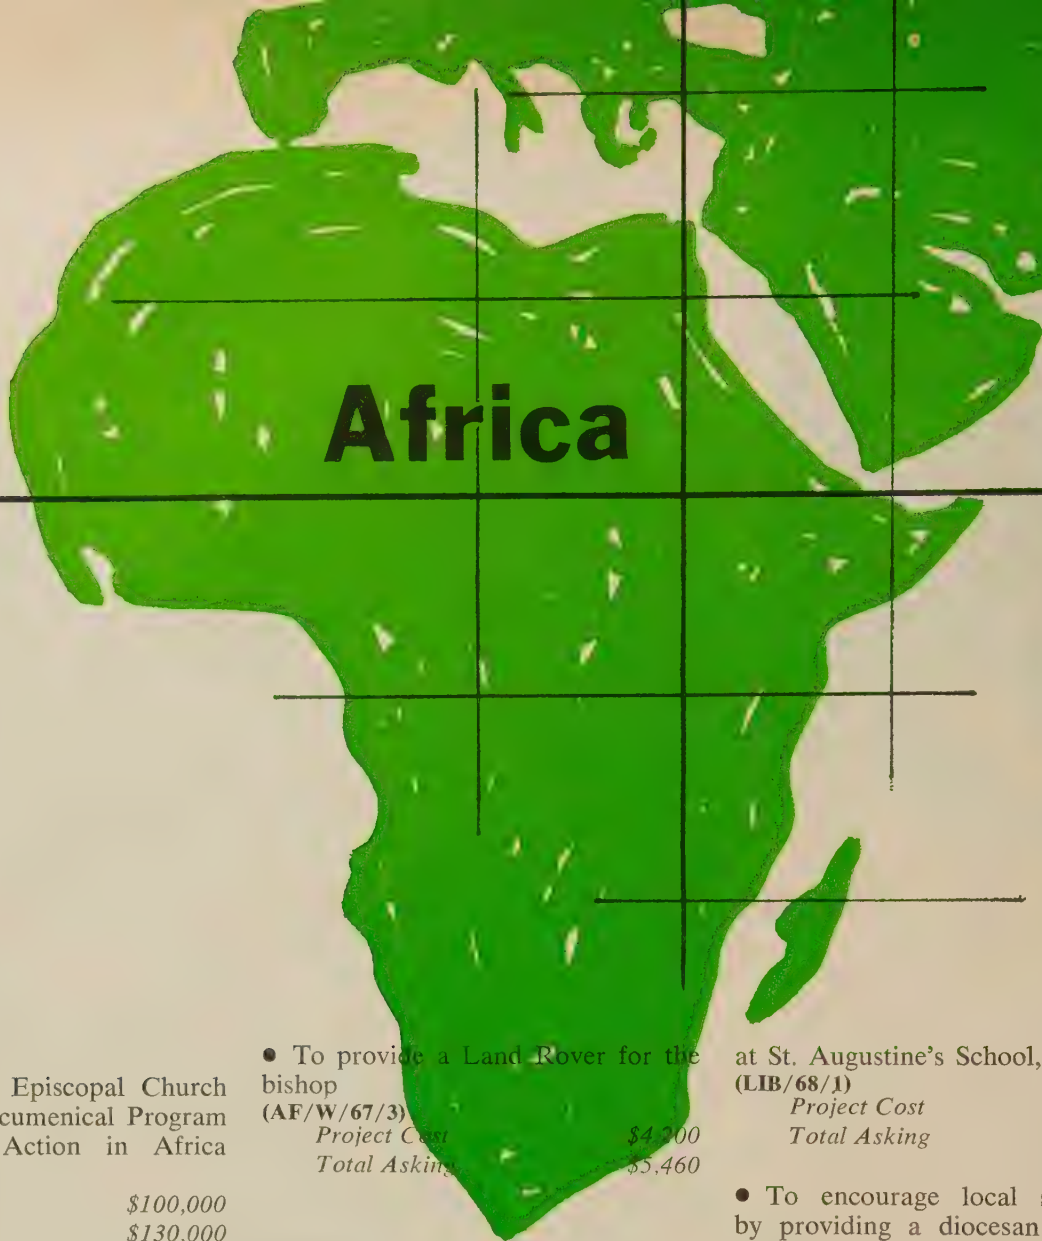 Africa
Episcopal Church
cumenical Program
Action in Africa
$100,000
$130,000
● To provide a Land Rover for the
bishop
(AF/W/67/3)
Project Cost $4,200
Total Asking $5,460
at St. Augustine's School,
(LIB/68/1)
Project Cost
Total Asking
● To encourage local
by providing a diocesan